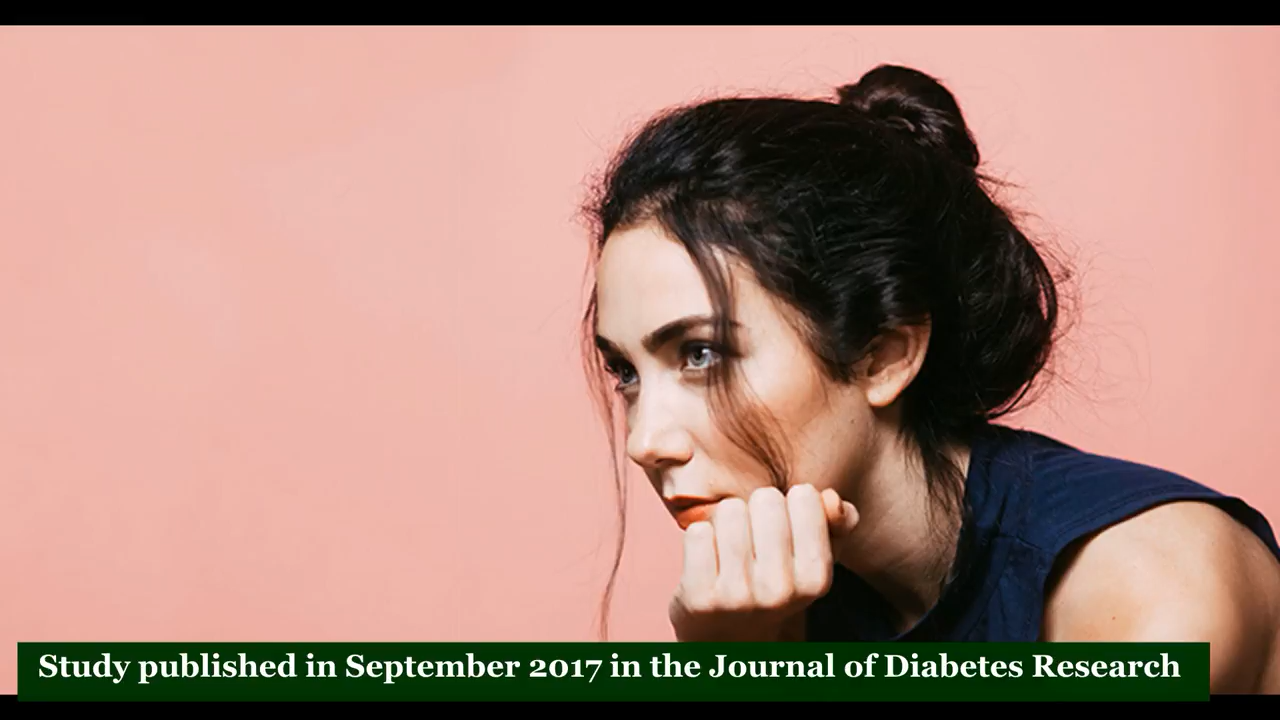 Study published in September 2017 in the Journal of Diabetes Research